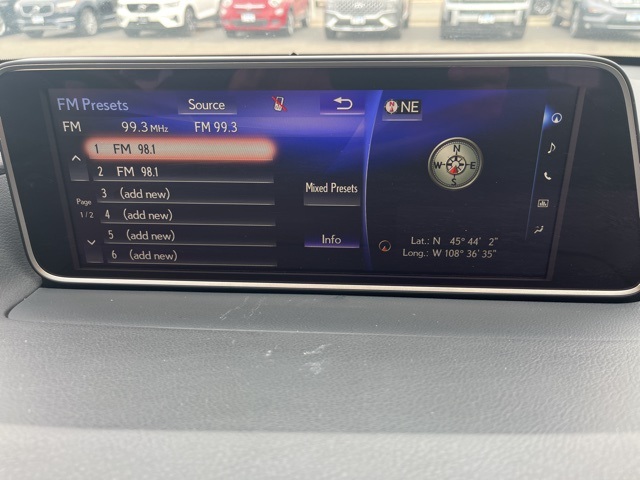 FM Presets Source NE
FM 99.3 MHz FM 99.3
1 FM 98.1
2 FM 98.1
3 (add new)
Mixed Presets
Page
1/2
4 (add new)
5 (add new)
Info
6 (add new)
N
W E
S
Lat.: N 45° 44' 2"
Long.: W 108° 36' 35"